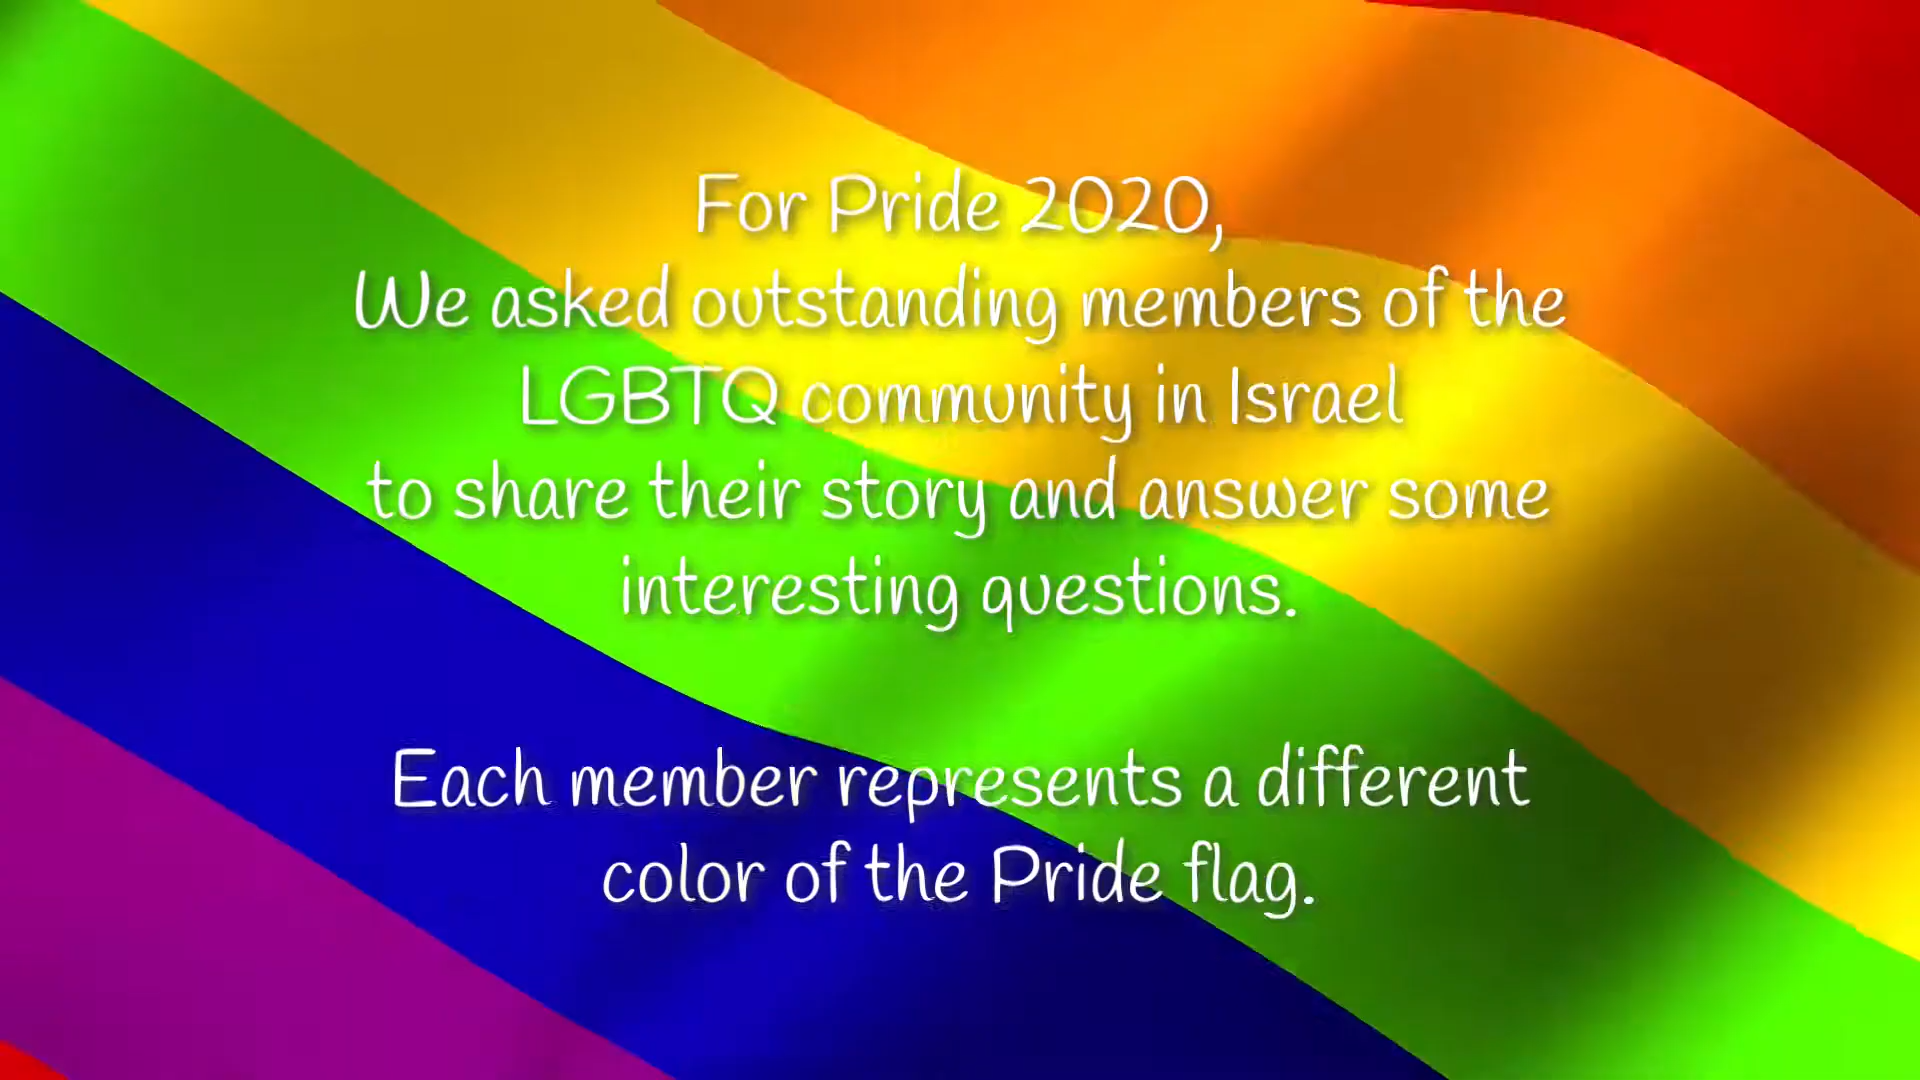 For Pride 2020,
We asked outstanding members of the
LGBTQ community in Israel
to share their story and answer some
interesting questions.
Each member represents a different
color of the Pride flag.